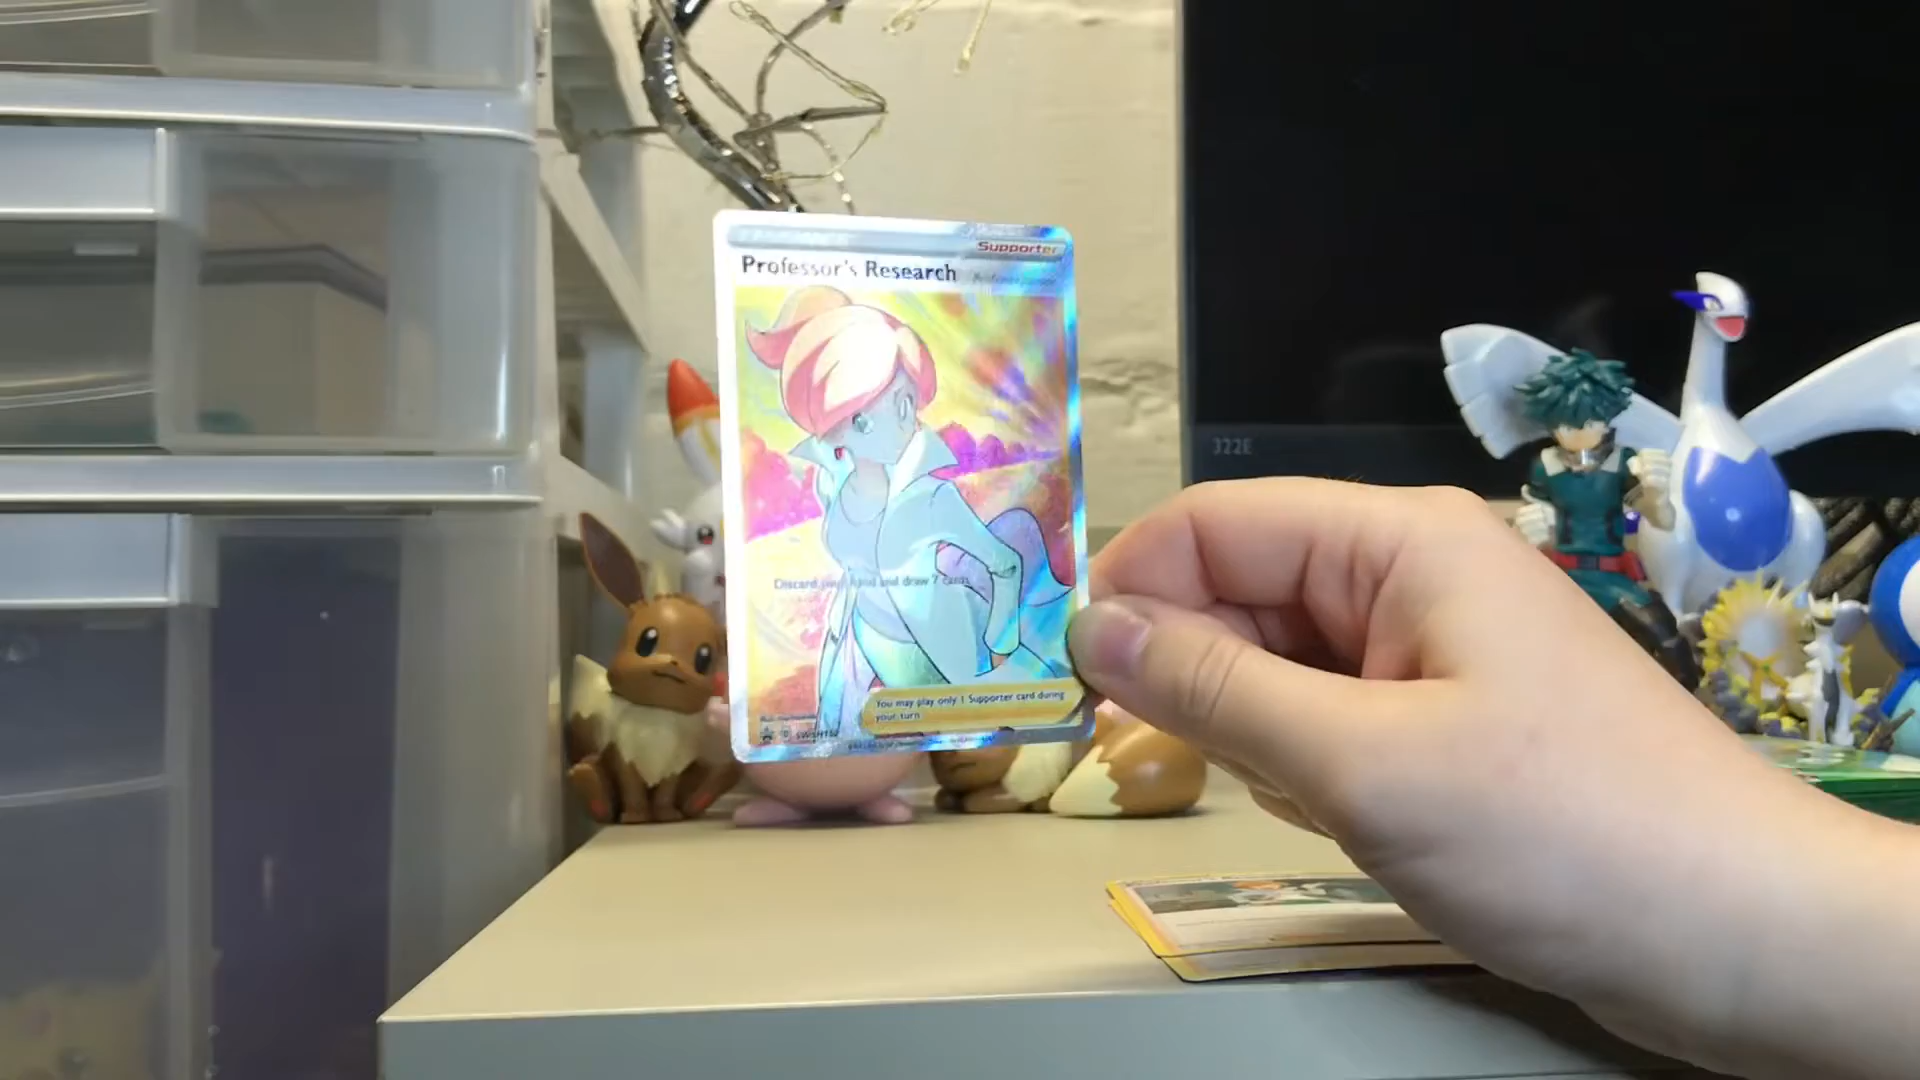 Supporter
Professor's Research
Discard your hand and draw 7 cards.
You may play only 1 Supporter card during
your turn
SWSH152
322E